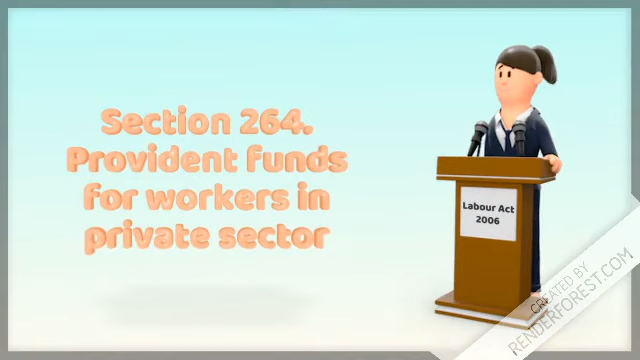 Section 264.
Provident funds
for workers in
private sector
Labour Act
2006
CREATED BY
RENDERFOREST.COM